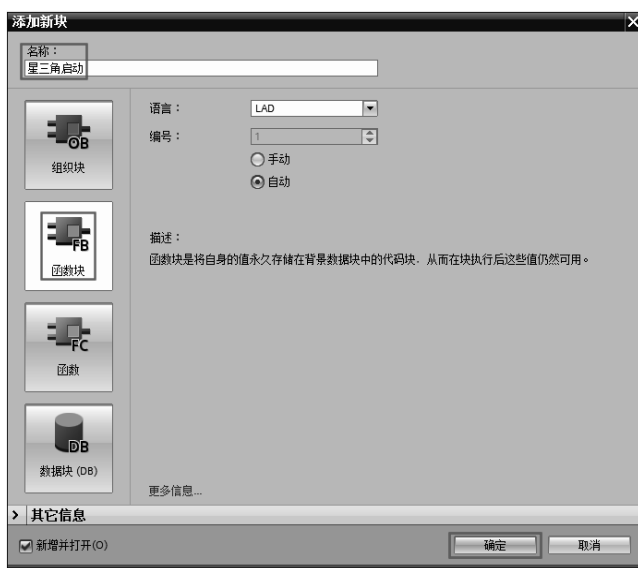 添加新块
X
名称：
星三角启动
OB
组织块
FB
函数块
FC
函数
DB
数据块 (DB)
语言：
LAD
编号：
1
手动
自动
描述：
函数块是将自身的值永久存储在背景数据块中的代码块，从而在块执行后这些值仍然可用。
更多信息...
> 其它信息
新增并打开(O)
确定
取消